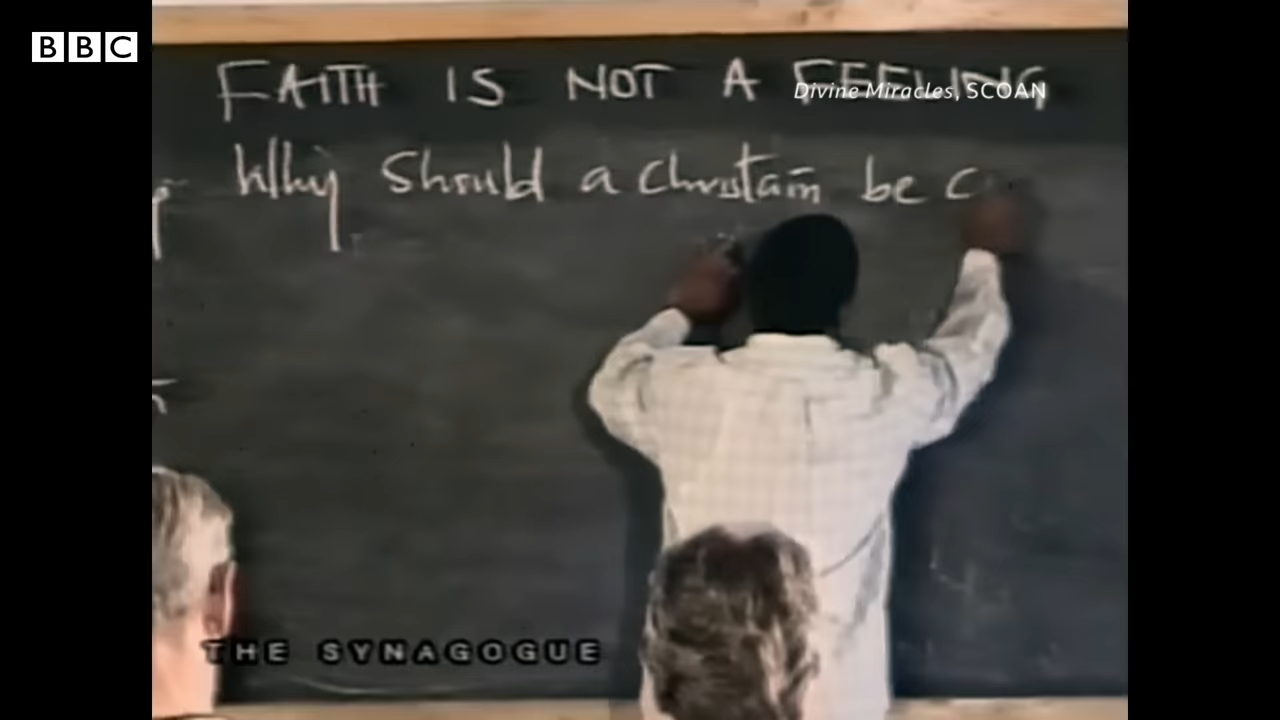 BBC
Divine Miracles, SCOAN
FAITH IS NOT A FEELING
Why Should a Christain be C
THE SYNAGOGUE